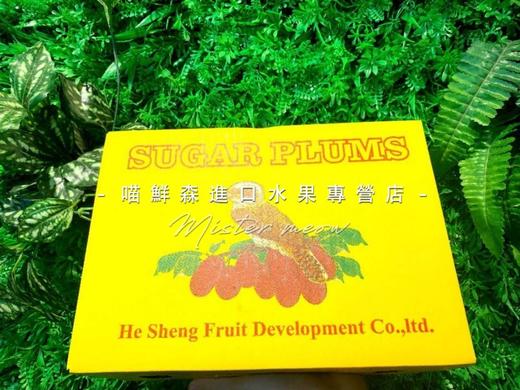 SUGAR PLUMS
- 喵鮮森進口水果專營店 -
Mister meow
He Sheng Fruit Development Co.,ltd.